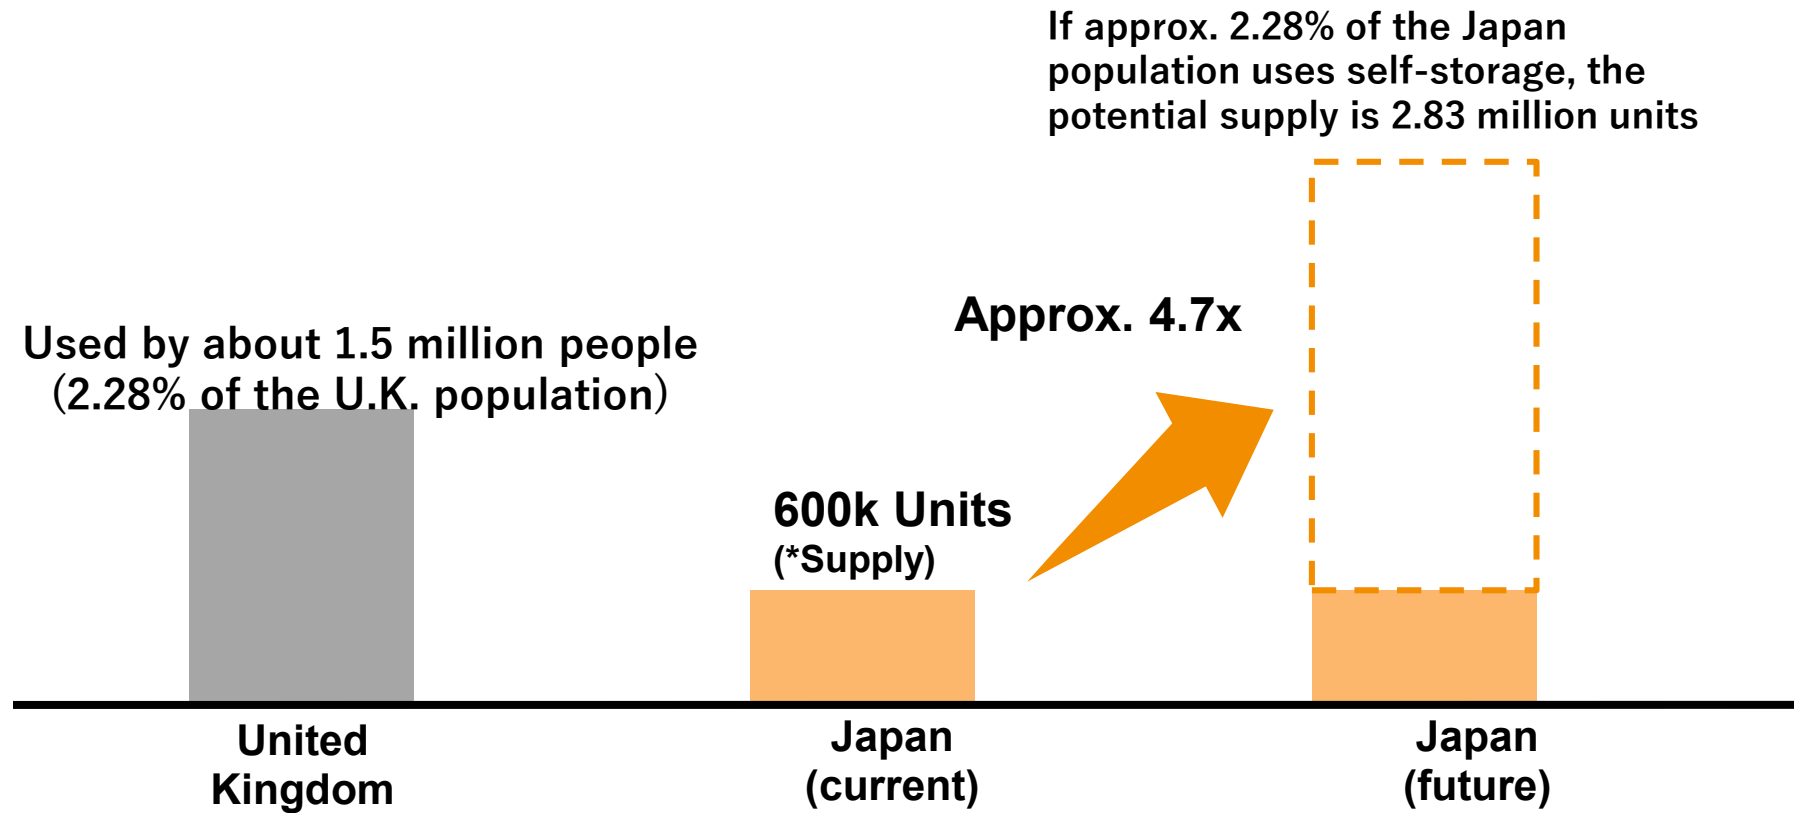 If approx. 2.28% of the Japan
population uses self-storage, the
potential supply is 2.83 million units
Approx. 4.7x
Used by about 1.5 million people
(2.28% of the U.K. population)
600k Units
(*Supply)
United
Kingdom
Japan
(current)
Japan
(future)